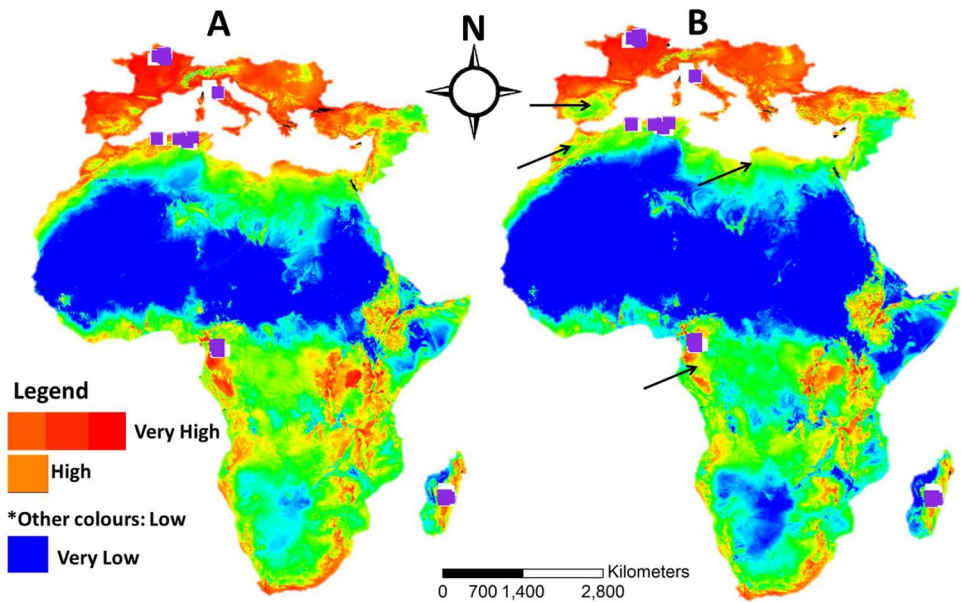 A
N
B
Legend
Very High
High
*Other colours: Low
Very Low
Kilometers
0 700 1,400 2,800